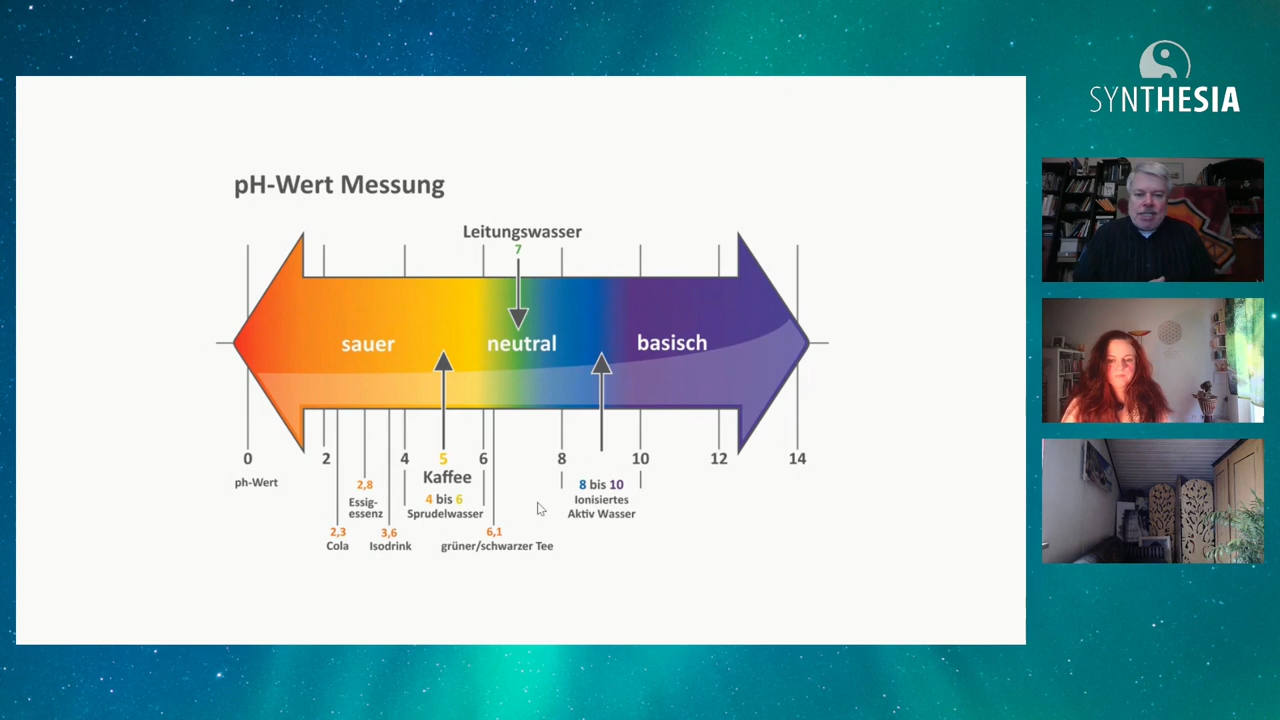 SYNTHESIA
pH-Wert Messung
Leitungswasser
7
sauer
neutral
basisch
0
2
4
5
6
8
10
12
14
ph-Wert
2,8
Essig-
essenz
Kaffee
4 bis 6
Sprudelwasser
8 bis 10
Ionisiertes
Aktiv Wasser
2,3
Cola
3,6
Isodrink
6,1
grüner/schwarzer Tee